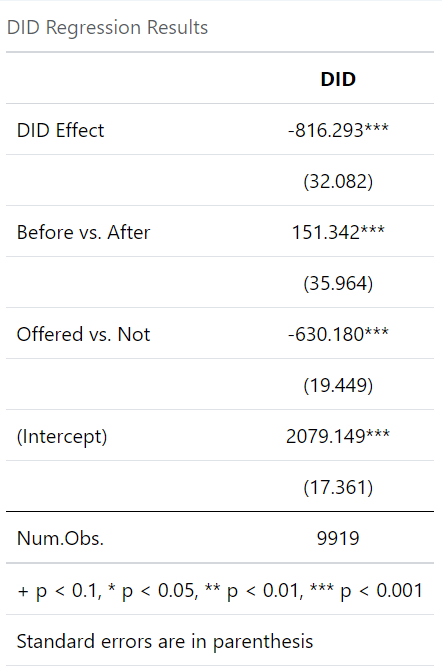 DID Regression Results
DID
DID Effect -816.293***
(32.082)
Before vs. After 151.342***
(35.964)
Offered vs. Not -630.180***
(19.449)
(Intercept) 2079.149***
(17.361)
Num.Obs. 9919
+ p < 0.1, * p < 0.05, ** p < 0.01, *** p < 0.001
Standard errors are in parenthesis